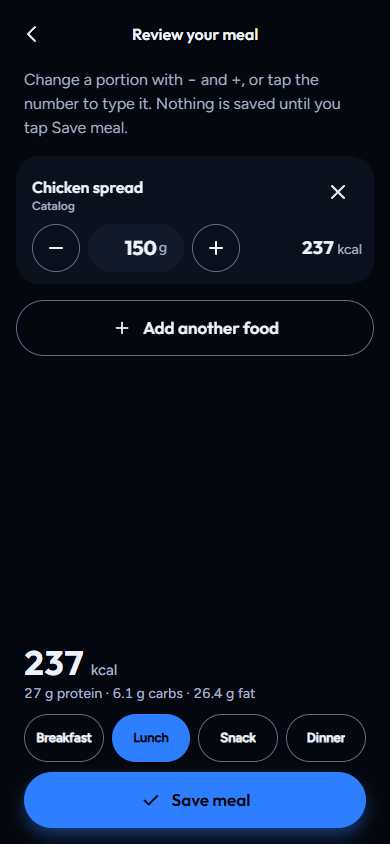 Review your meal
Change a portion with − and +, or tap the
number to type it. Nothing is saved until you
tap Save meal.
Chicken spread
Catalog
− 150 g + 237 kcal
+ Add another food
237 kcal
27 g protein · 6.1 g carbs · 26.4 g fat
Breakfast Lunch Snack Dinner
Save meal